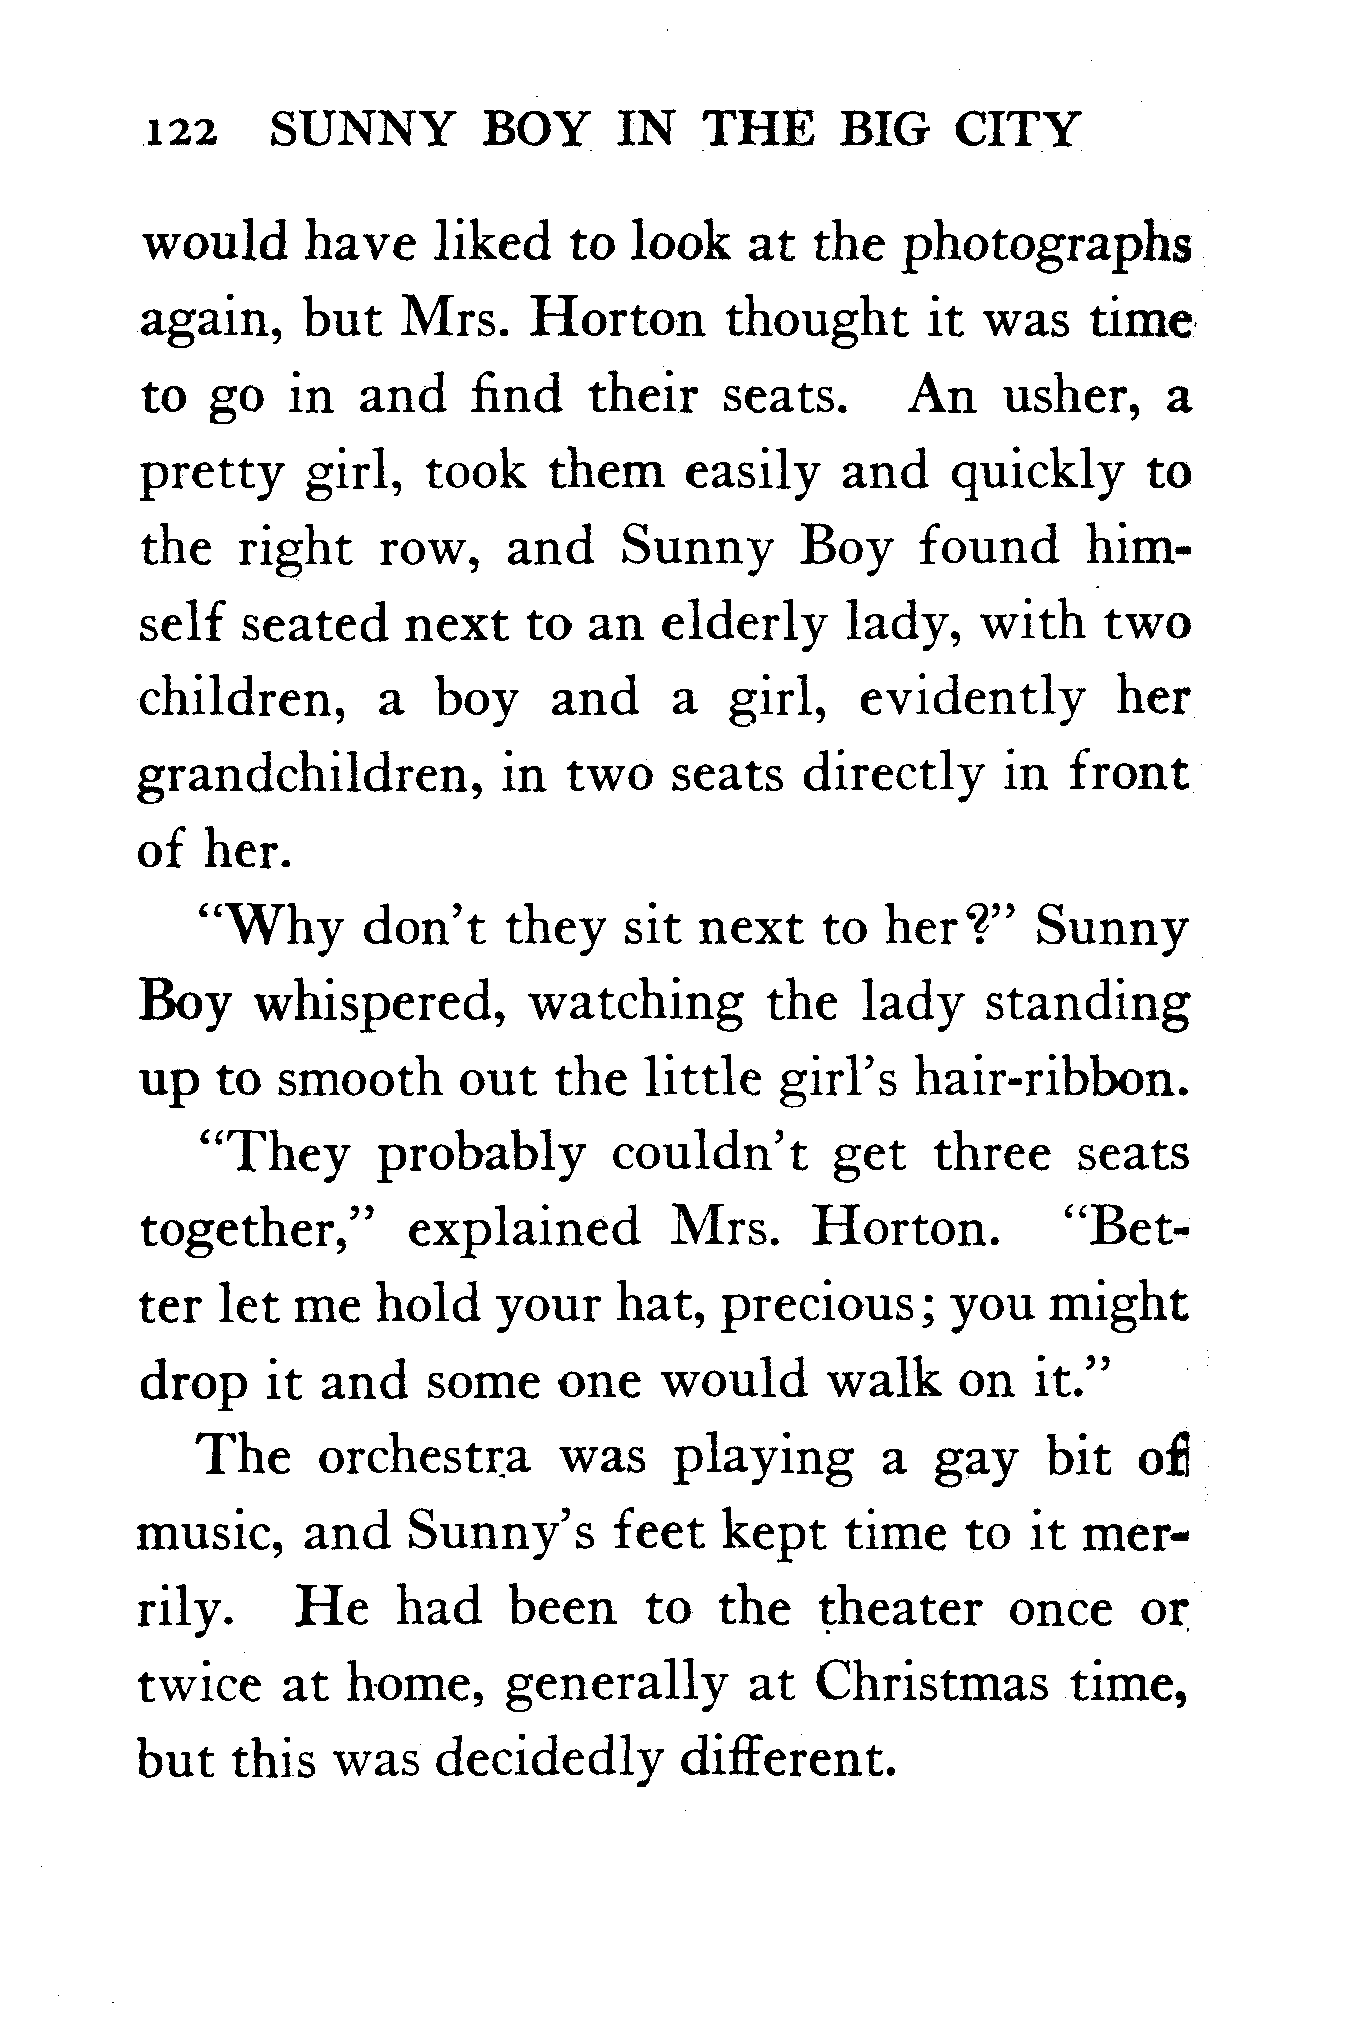 122 SUNNY BOY IN THE BIG CITY
would have liked to look at the photographs
again, but Mrs. Horton thought it was time
to go in and find their seats. An usher, a
pretty girl, took them easily and quickly to
the right row, and Sunny Boy found him-
self seated next to an elderly lady, with two
children, a boy and a girl, evidently her
grandchildren, in two seats directly in front
of her.
“Why don’t they sit next to her?” Sunny
Boy whispered, watching the lady standing
up to smooth out the little girl’s hair-ribbon.
“They probably couldn’t get three seats
together,” explained Mrs. Horton. “Bet-
ter let me hold your hat, precious; you might
drop it and some one would walk on it.”
The orchestra was playing a gay bit of
music, and Sunny’s feet kept time to it mer-
rily. He had been to the theater once or
twice at home, generally at Christmas time,
but this was decidedly different.